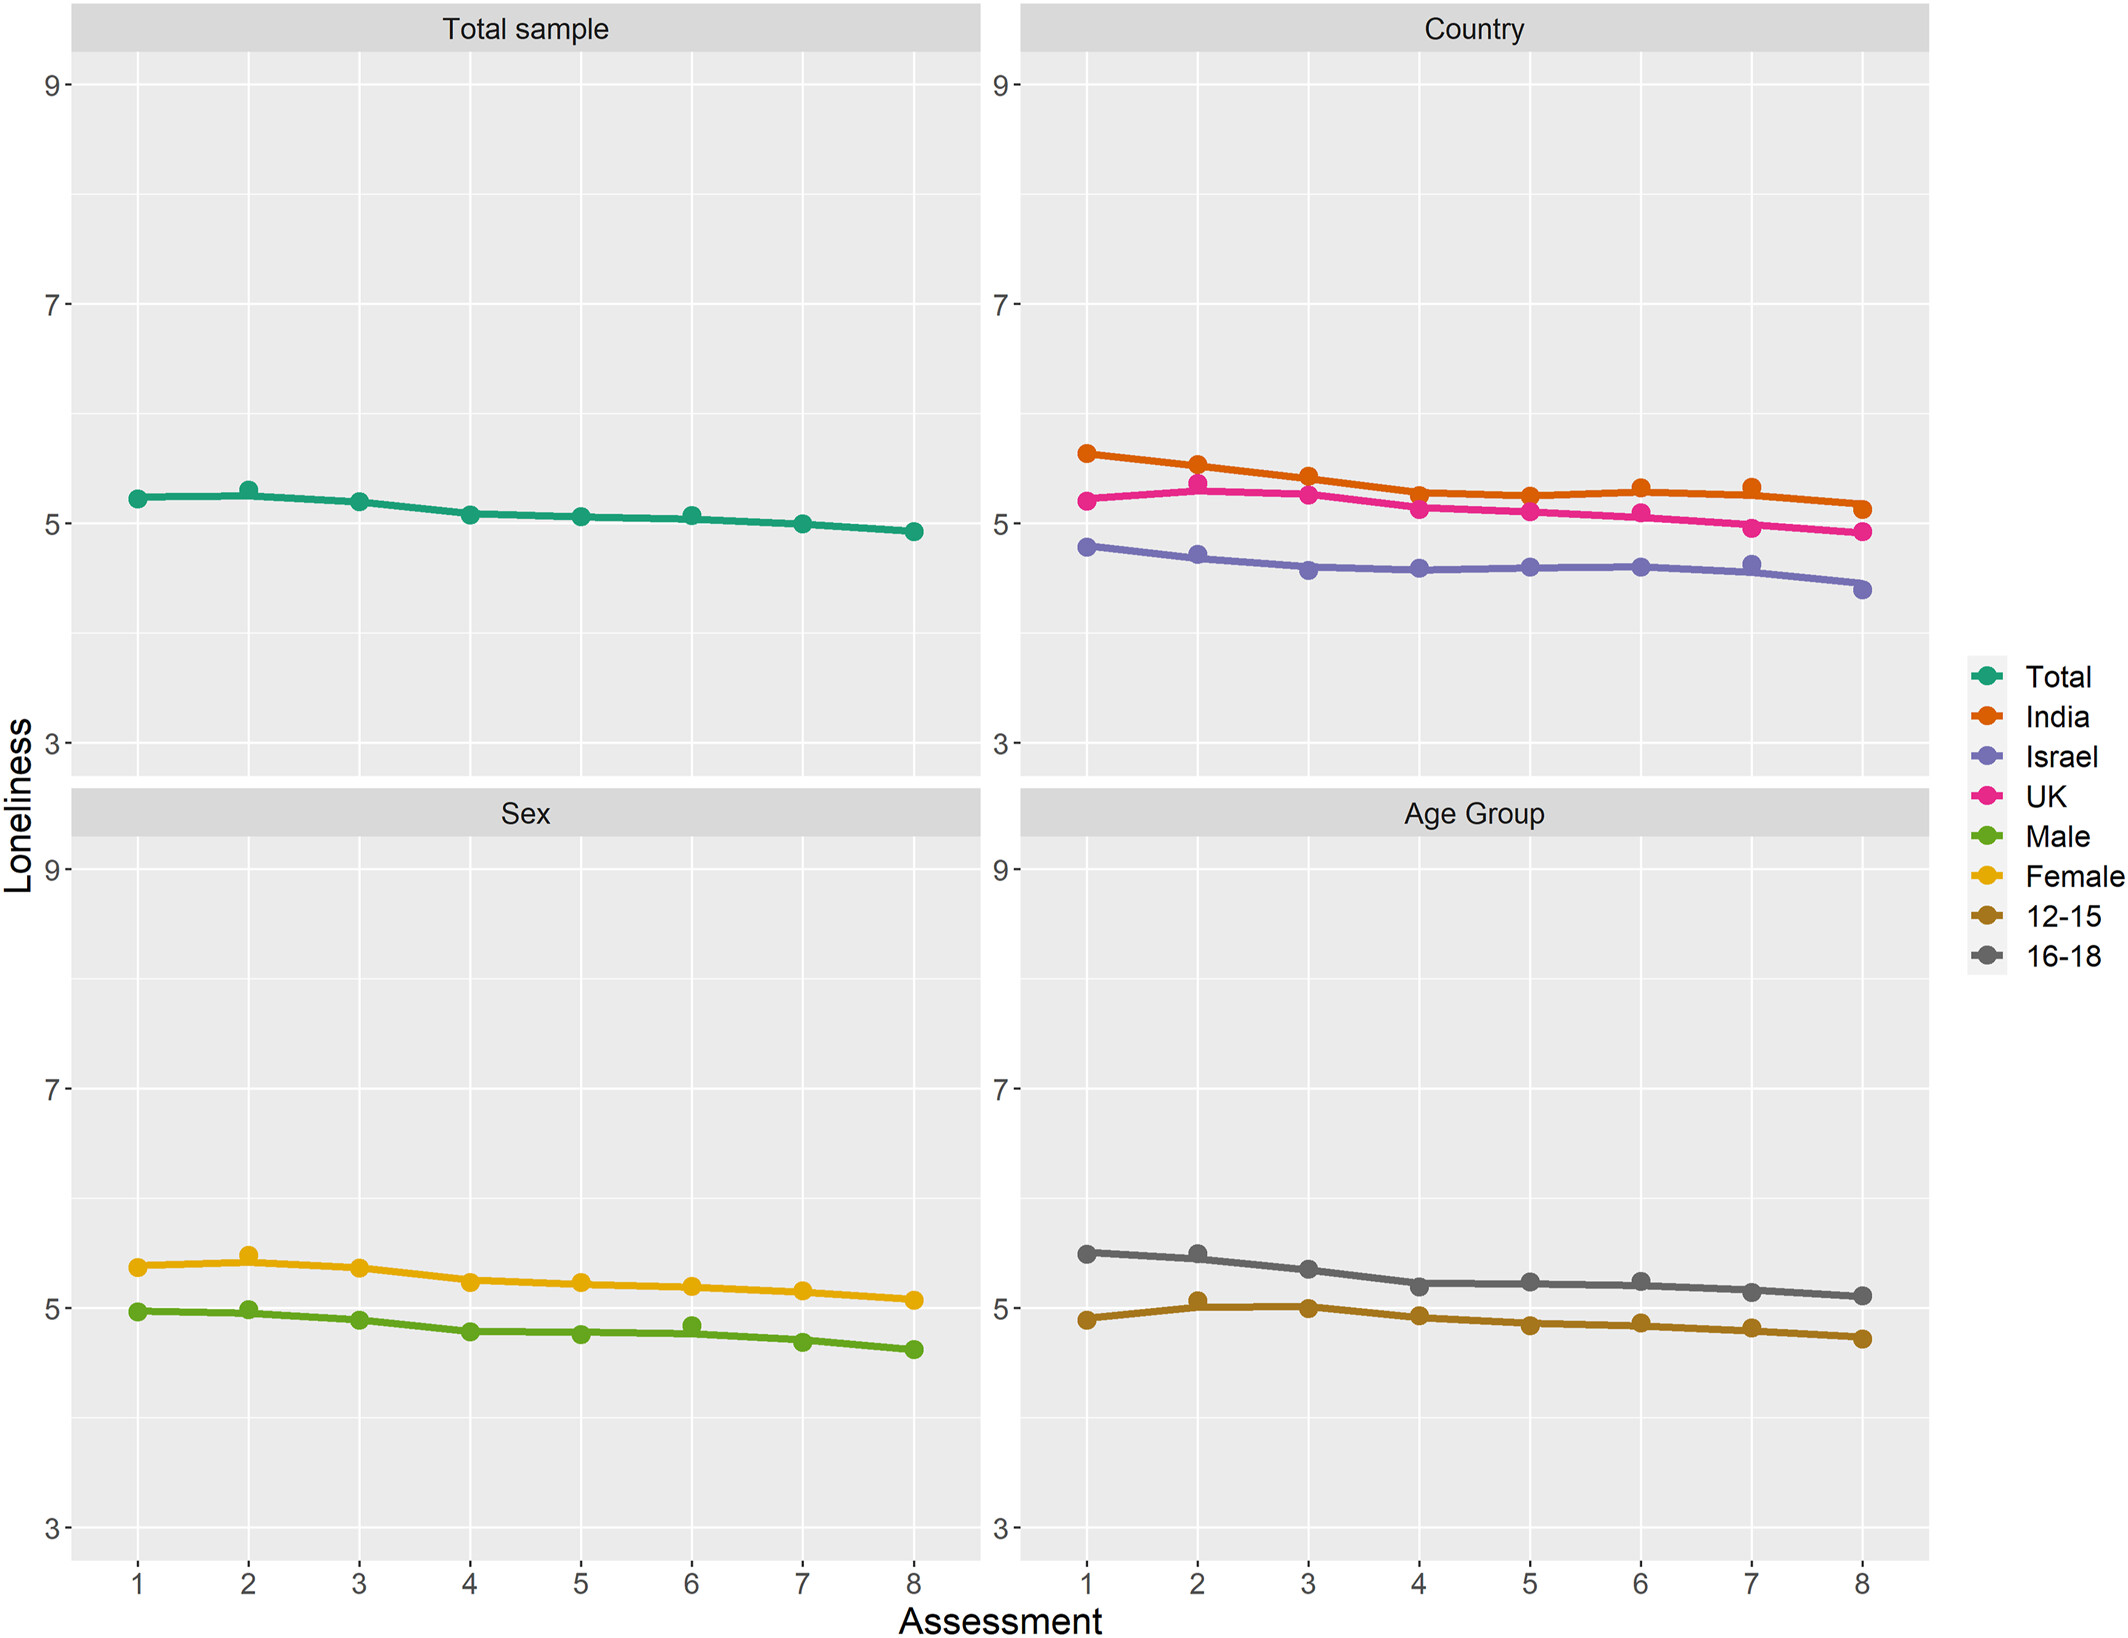 Total sample
Country
9
7
5
3
9
7
5
3
Sex
Age Group
9
7
5
3
9
7
5
3
1 2 3 4 5 6 7 8
1 2 3 4 5 6 7 8
Loneliness
Assessment
Total
India
Israel
UK
Male
Female
12-15
16-18